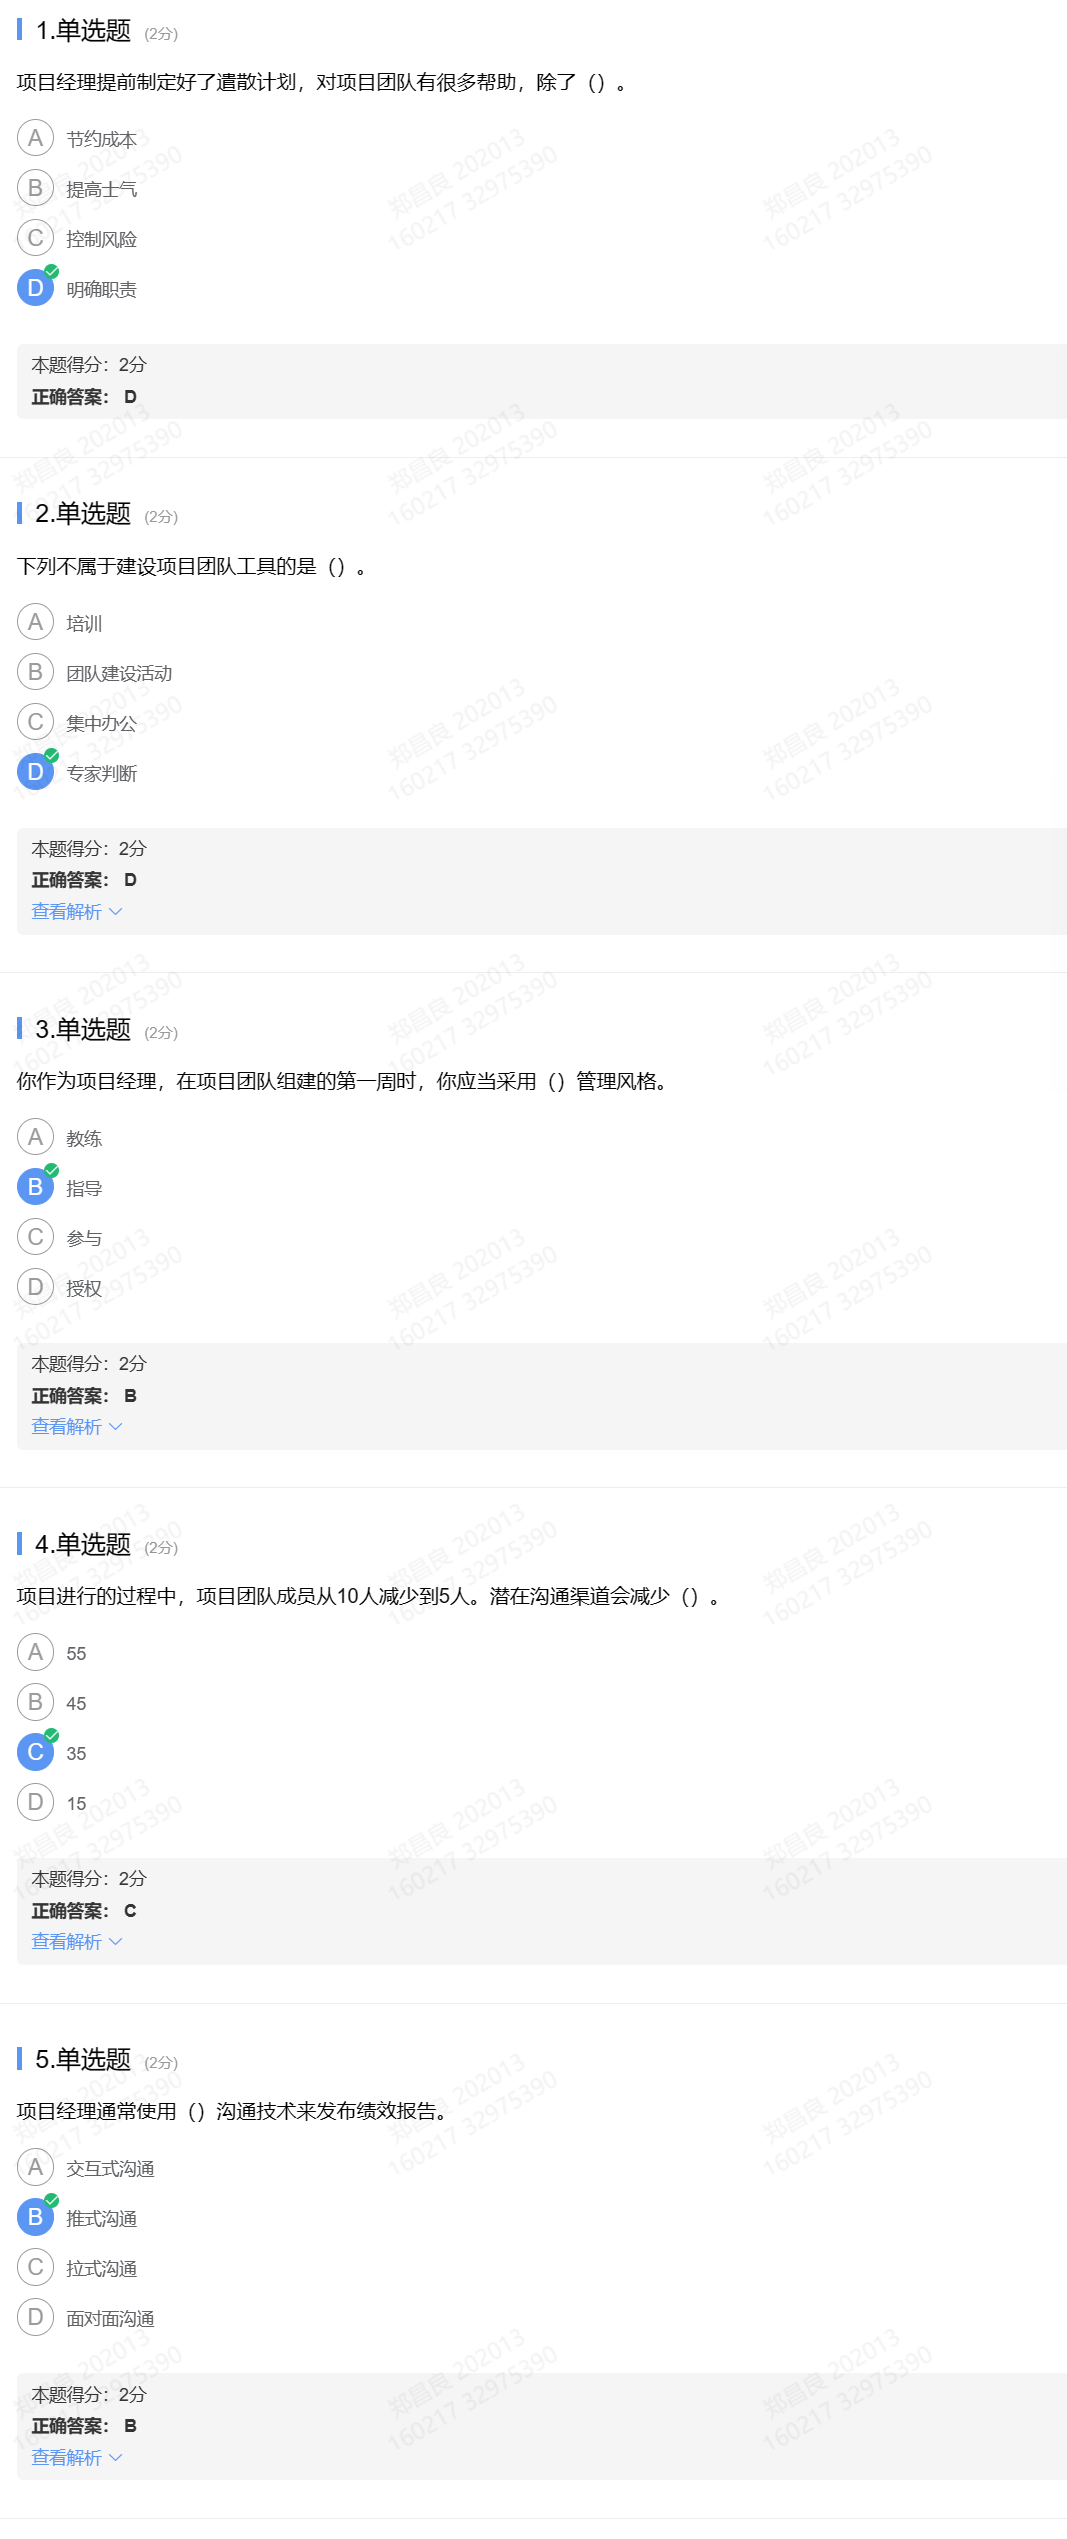 1.单选题 (2分)
项目经理提前制定好了遣散计划，对项目团队有很多帮助，除了（）。
A 节约成本
B 提高士气
C 控制风险
D 明确职责
本题得分：2分
正确答案： D
2.单选题 (2分)
下列不属于建设项目团队工具的是（）。
A 培训
B 团队建设活动
C 集中办公
D 专家判断
本题得分：2分
正确答案： D
查看解析
3.单选题 (2分)
你作为项目经理，在项目团队组建的第一周时，你应当采用（）管理风格。
A 教练
B 指导
C 参与
D 授权
本题得分：2分
正确答案： B
查看解析
4.单选题 (2分)
项目进行的过程中，项目团队成员从10人减少到5人。潜在沟通渠道会减少（）。
A 55
B 45
C 35
D 15
本题得分：2分
正确答案： C
查看解析
5.单选题 (2分)
项目经理通常使用（）沟通技术来发布绩效报告。
A 交互式沟通
B 推式沟通
C 拉式沟通
D 面对面沟通
本题得分：2分
正确答案： B
查看解析
郑昌良 202013
160217 32975390